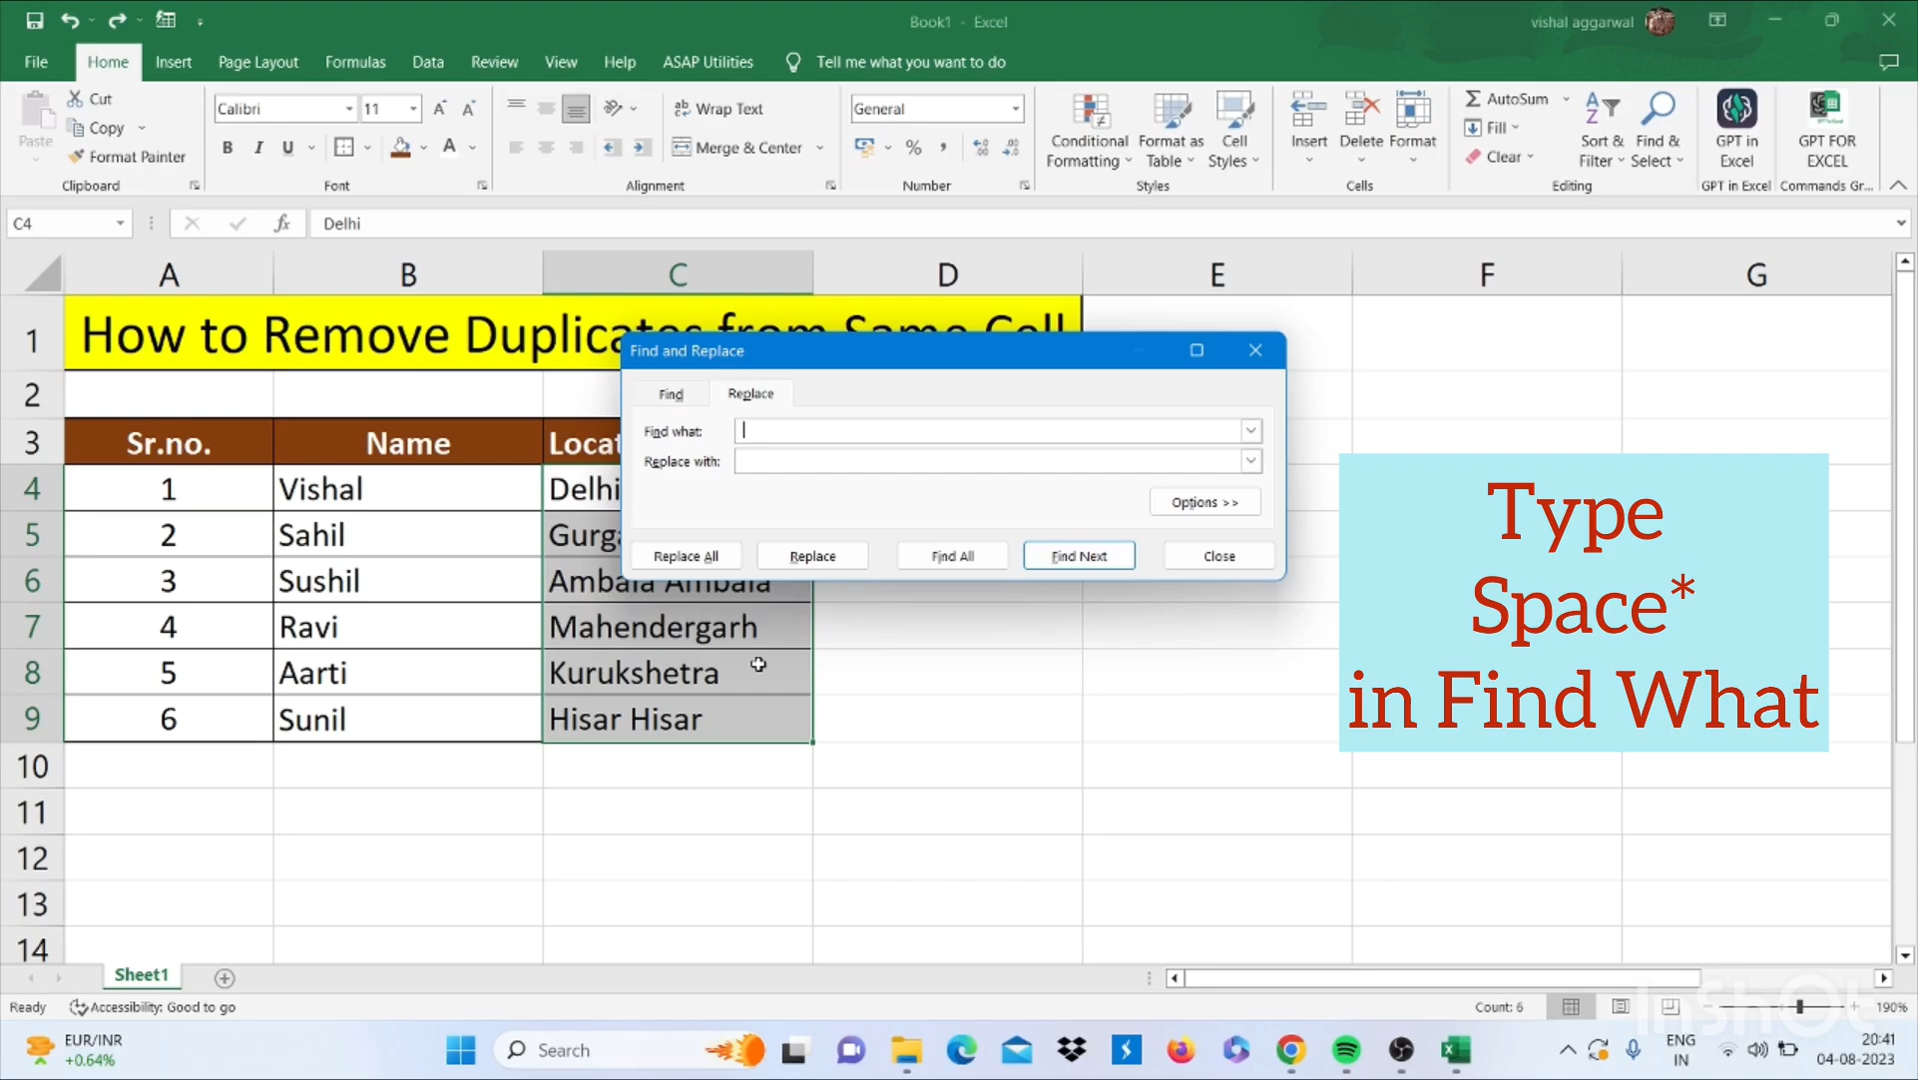 Book1 - Excel
vishal aggarwal
File Home Insert Page Layout Formulas Data Review View Help ASAP Utilities Tell me what you want to do
Cut
Copy
Format Painter
Paste
Clipboard
Calibri 11
B I U
Font
Wrap Text
Merge & Center
Alignment
General
%
Number
Conditional Formatting
Format as Table
Cell Styles
Styles
Insert Delete Format
Cells
AutoSum
Fill
Clear
Sort & Filter
Find & Select
Editing
GPT in Excel
GPT in Excel
GPT FOR EXCEL
Commands Gr...
C4 fx Delhi
A B C D E F G
1 How to Remove Duplicates from Same Cell
2
3 Sr.no. Name
4 1 Vishal Delhi
5 2 Sahil
6 3 Sushil Ambala Ambala
7 4 Ravi Mahendergarh
8 5 Aarti Kurukshetra
9 6 Sunil Hisar Hisar
10
11
12
13
14
Find and Replace
Find Replace
Find what:
Replace with:
Options >>
Replace All Replace Find All Find Next Close
Type
Space*
in Find What
Sheet1
Ready Accessibility: Good to go Count: 6 190%
InShOt
EUR/INR
+0.64%
Search
ENG
IN
20:41
04-08-2023